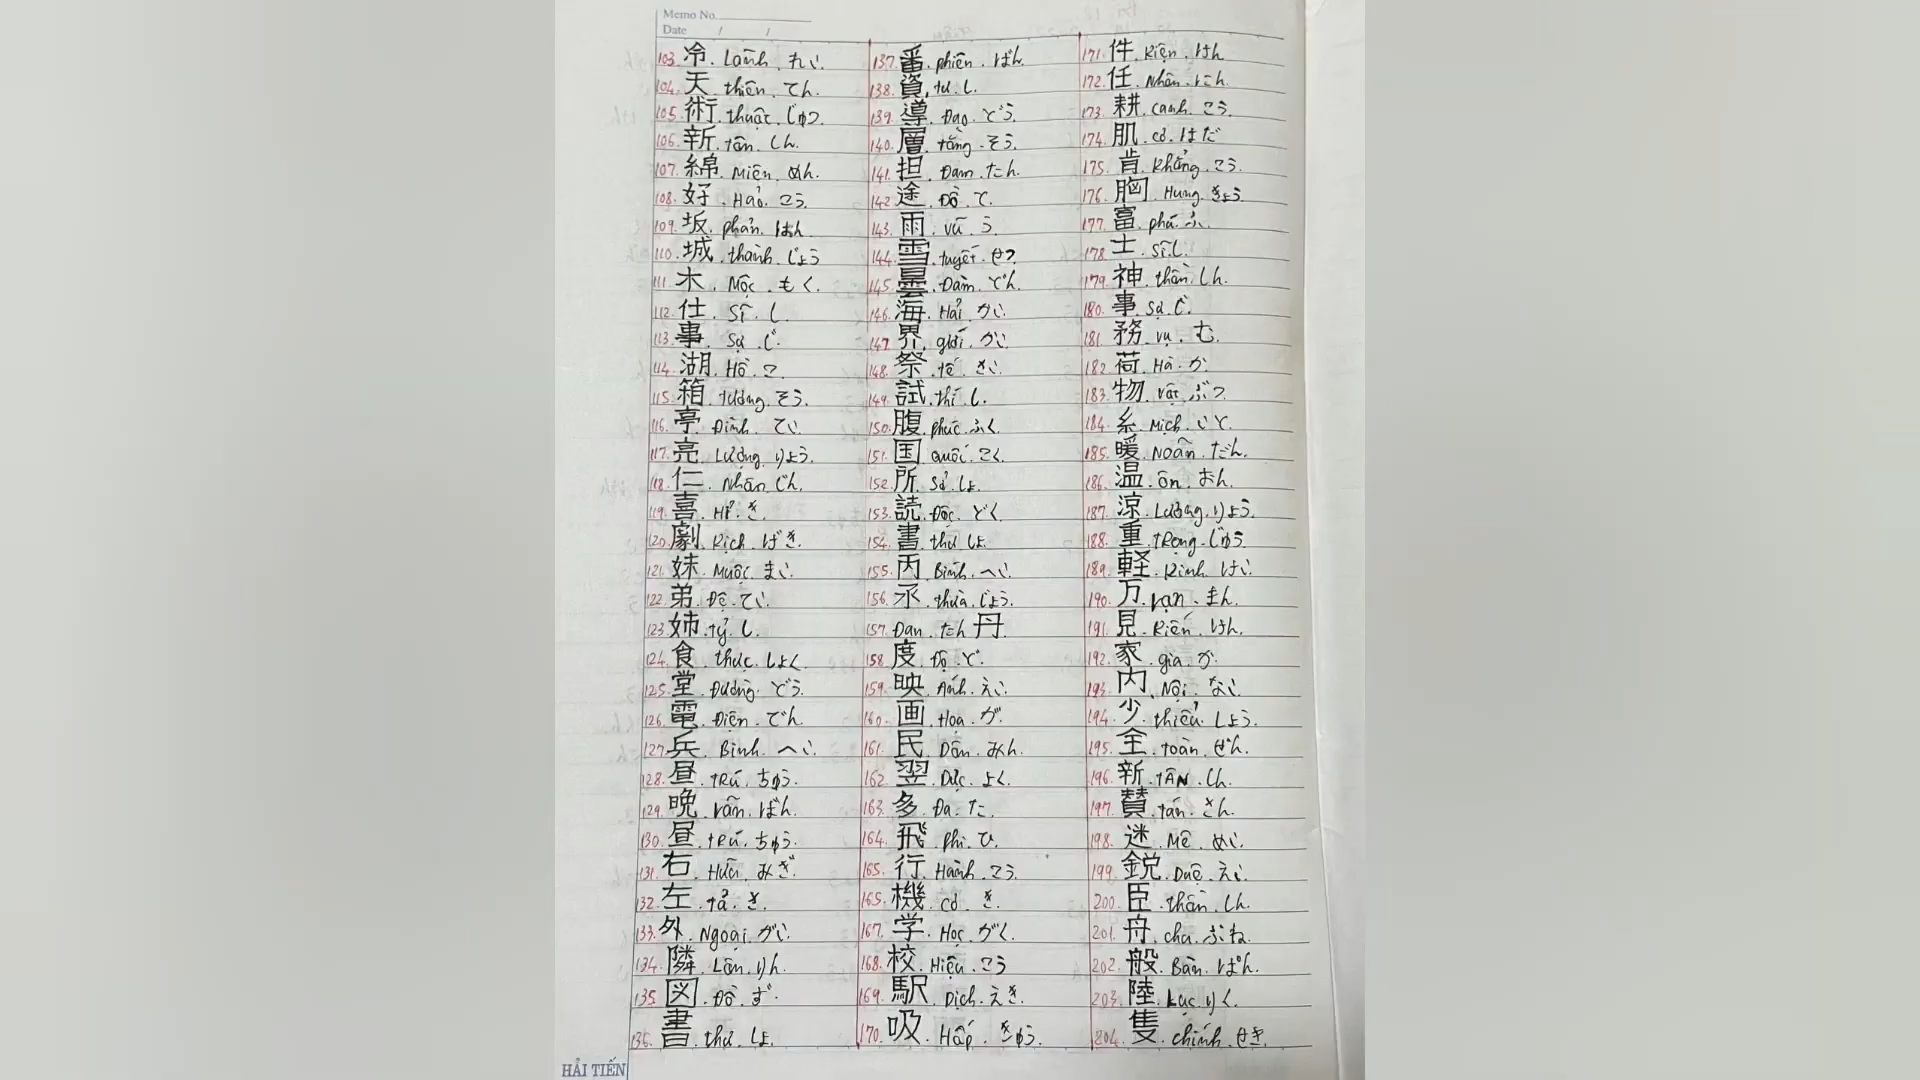 Memo No.
Date / /
103. 冷. Lãnh. れい.
104. 天. thiên. てん.
105. 術. thuộc. じゅつ.
106. 新. tân. しん.
107. 綿. Miên. めん.
108. 好. Hảo. こう.
109. 坂. phản. はん.
110. 城. thành. じょう
111. 木. Mộc. もく.
112. 仕. Sĩ. し.
113. 事. Sự. じ.
114. 湖. Hồ. こ.
115. 箱. tương. そう.
116. 亭. Đình. てい.
117. 亮. Lượng. りょう.
118. 仁. Nhân. じん.
119. 喜. Hỉ. き.
120. 劇. Kịch. げき.
121. 妹. Muội. まい.
122. 弟. Đệ. てい.
123. 姉. tỷ. し.
124. 食. thực. しょく.
125. 堂. Đường. どう.
126. 電. Điện. でん.
127. 兵. Binh. へい.
128. 昼. tRú. ちゅう.
129. 晩. vãn. ばん.
130. 昼. tRú. ちゅう.
131. 右. Hữu. みぎ.
132. 左. tả. さ.
133. 外. Ngoại. がい.
134. 隣. Lân. りん.
135. 図. Đồ. ず.
136. 書. thư. しょ.
137. 番. phiên. ばん.
138. 資. tư. し.
139. 導. Đạo. どう.
140. 層. tầng. そう.
141. 担. Đam. たん.
142. 途. Đồ. と.
143. 雨. vũ. う.
144. 雪. tuyết. せつ.
145. 曇. Đàm. どん.
146. 海. Hải. かい.
147. 界. giới. かい.
148. 祭. tế. さい.
149. 試. thí. し.
150. 腹. phúc. ふく.
151. 国. quốc. こく.
152. 所. Sở. しょ.
153. 読. Độc. どく.
154. 書. thư. しょ.
155. 丙. Bính. へい.
156. 丞. thừa. じょう.
157. Đan. たん 丹.
158. 度. Độ. ど.
159. 映. Ánh. えい.
160. 画. Họa. が.
161. 民. Dân. みん.
162. 翌. Dực. よく.
163. 多. Đa. た.
164. 飛. phi. ひ.
165. 行. Hành. こう.
165. 機. cơ. き.
167. 学. Học. がく.
168. 校. Hiệu. こう
169. 駅. Dịch. えき.
170. 吸. Hấp. きゅう.
171. 件. Kiện. けん
172. 任. Nhân. にん.
173. 耕. canh. こう.
174. 肌. cơ. はだ
175. 肯. Khẳng. こう.
176. 胸. Hung. きょう.
177. 富. phú. ふ.
178. 士. Sĩ. し.
179. 神. thần. しん.
180. 事. Sự. じ.
181. 務. vụ. む.
182. 荷. Hà. か.
183. 物. vật. ぶつ.
184. 糸. Mịch. いと.
185. 暖. Noãn. だん.
186. 温. ôn. おん.
187. 涼. Lương. りょう.
188. 重. tRọng. じゅう.
189. 軽. Kinh. けい.
190. 万. vạn. まん.
191. 見. Kiến. けん.
192. 家. gia. か.
193. 内. Nội. ない.
194. 少. thiểu. しょう.
195. 全. toàn. ぜん.
196. 新. tÂN. しん.
197. 賛. tán. さん.
198. 迷. Mê. めい.
199. 鋭. Duệ. えい.
200. 臣. thần. しん.
201. 舟. chu. ふね.
202. 般. Bàn. ぱん.
203. 陸. Lục. りく.
204. 隻. chính. せき.
HẢI TIẾN